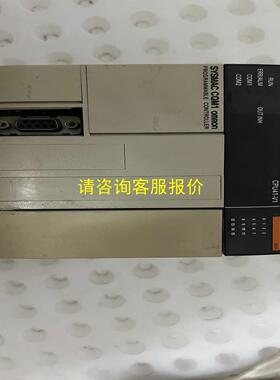 SYSMAC CQM1 omron
PROGRAMMABLE CONTROLLER
RUN
ERR/ALM
COM1
COM2
OUT INH
CPU41-V1
请咨询客服报价